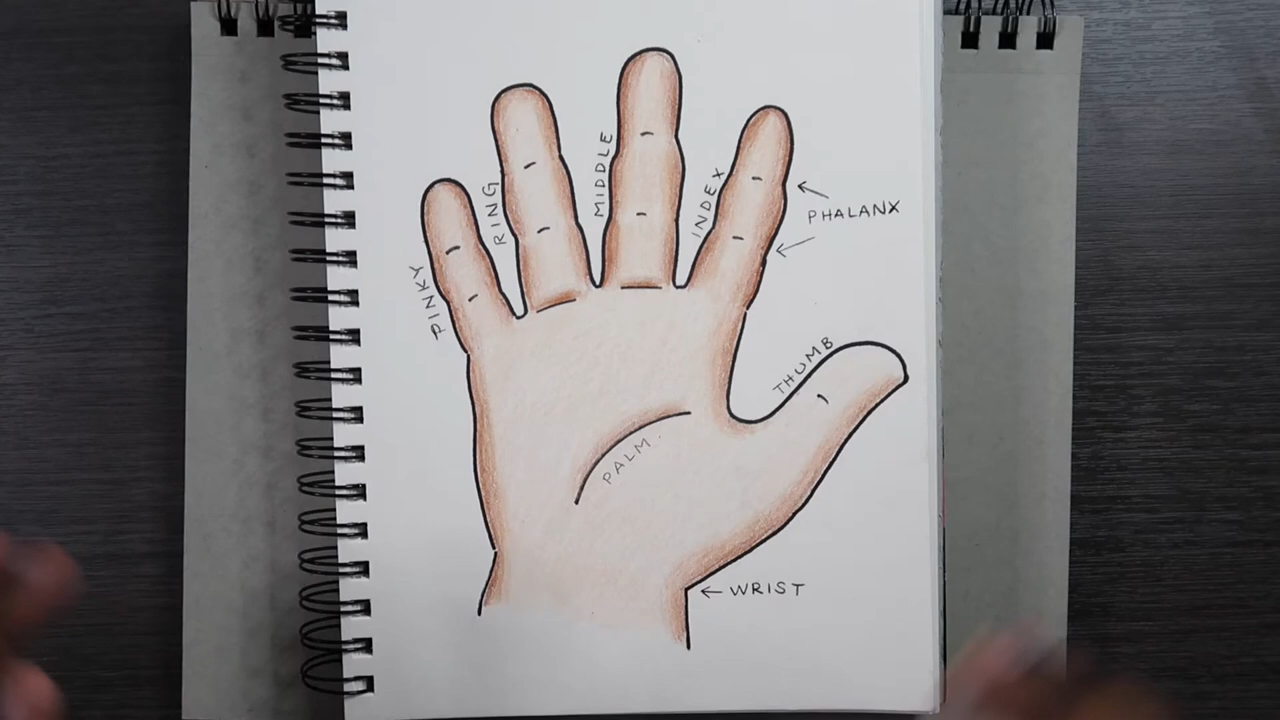 PINKY
RING
MIDDLE
INDEX
PHALANX
THUMB
PALM.
WRIST